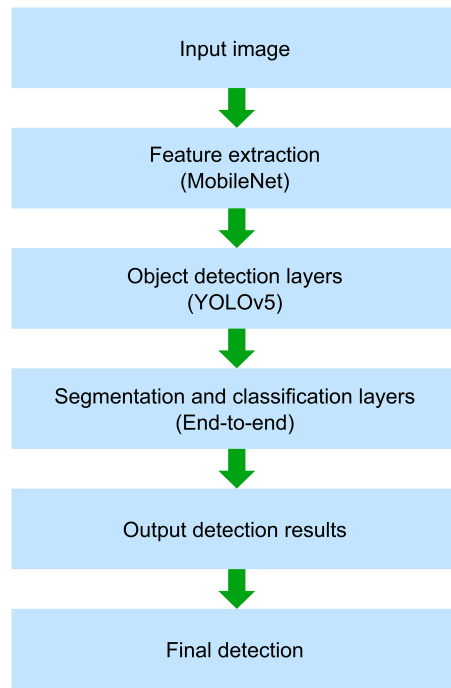 Input image
Feature extraction
(MobileNet)
Object detection layers
(YOLOv5)
Segmentation and classification layers
(End-to-end)
Output detection results
Final detection